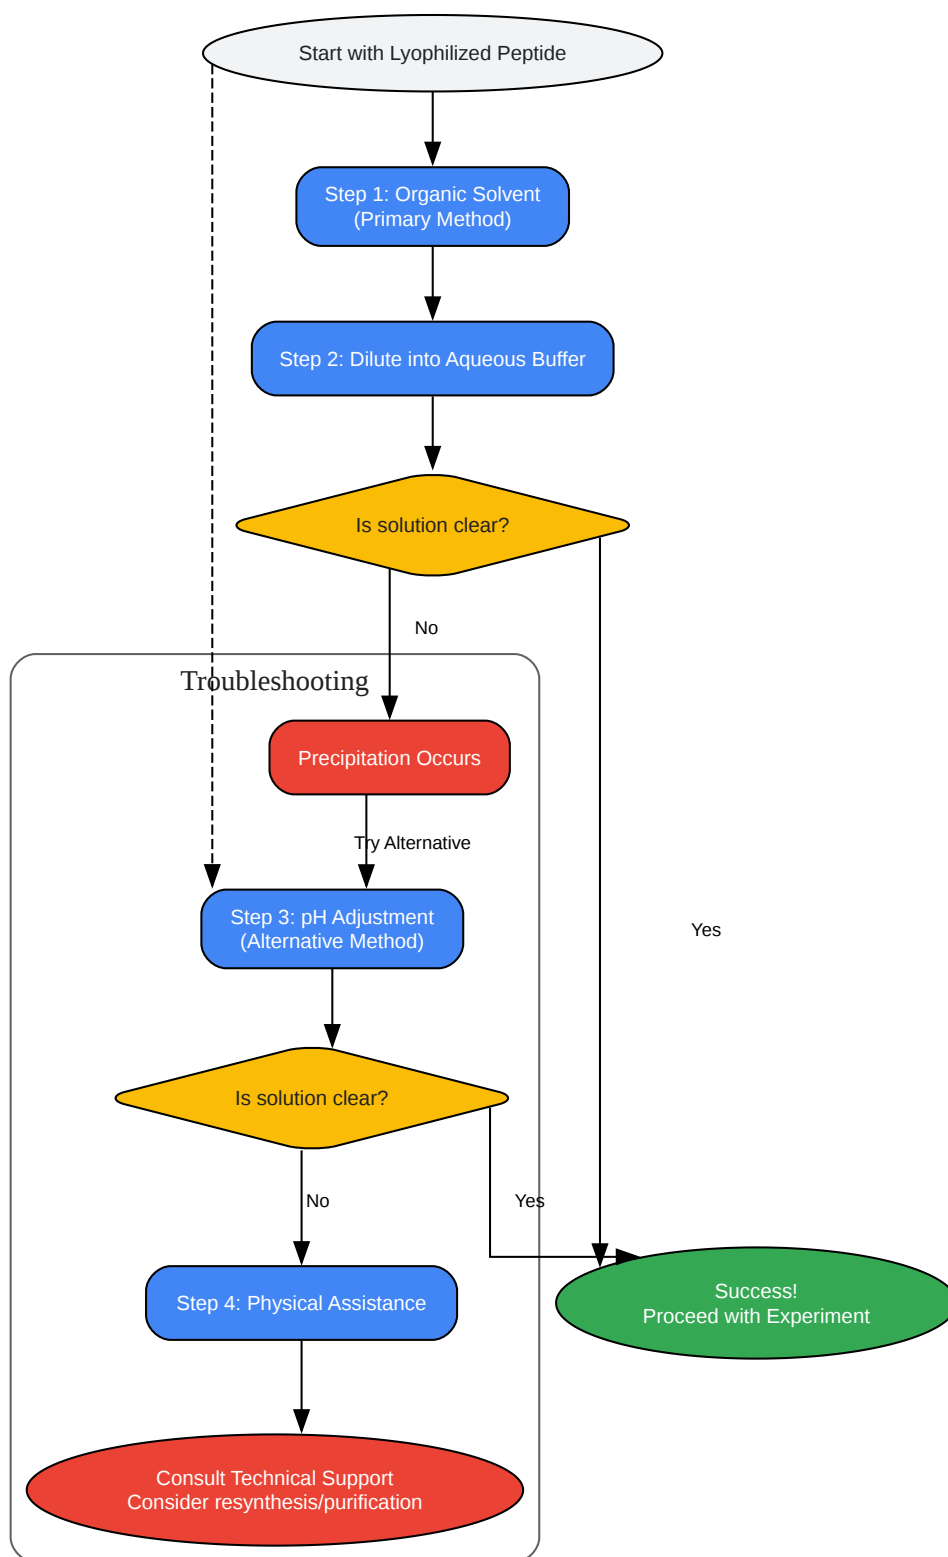 Start with Lyophilized Peptide
Step 1: Organic Solvent
(Primary Method)
Step 2: Dilute into Aqueous Buffer
Is solution clear?
No
Troubleshooting
Precipitation Occurs
Try Alternative
Step 3: pH Adjustment
(Alternative Method)
Yes
Is solution clear?
No
Yes
Step 4: Physical Assistance
Success!
Proceed with Experiment
Consult Technical Support
Consider resynthesis/purification